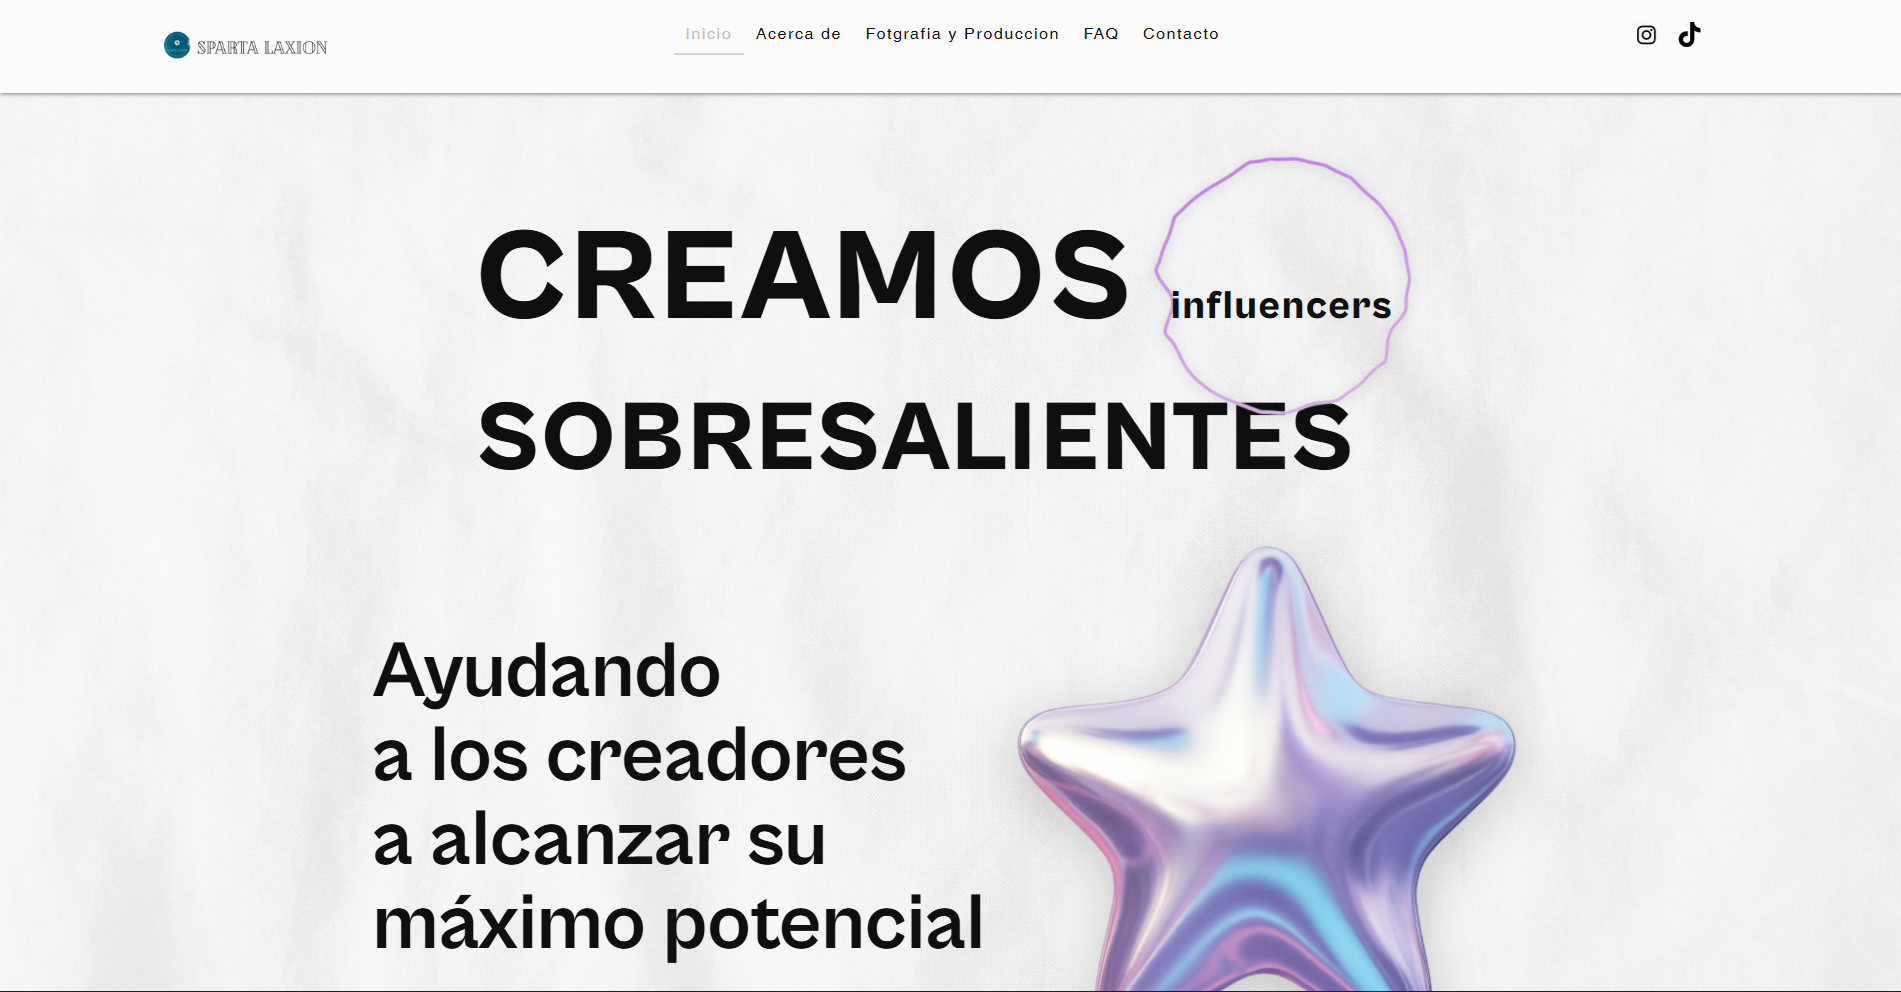 SPARTA LAXION
Inicio Acerca de Fotgrafia y Produccion FAQ Contacto
CREAMOS influencers
SOBRESALIENTES
Ayudando
a los creadores
a alcanzar su
máximo potencial